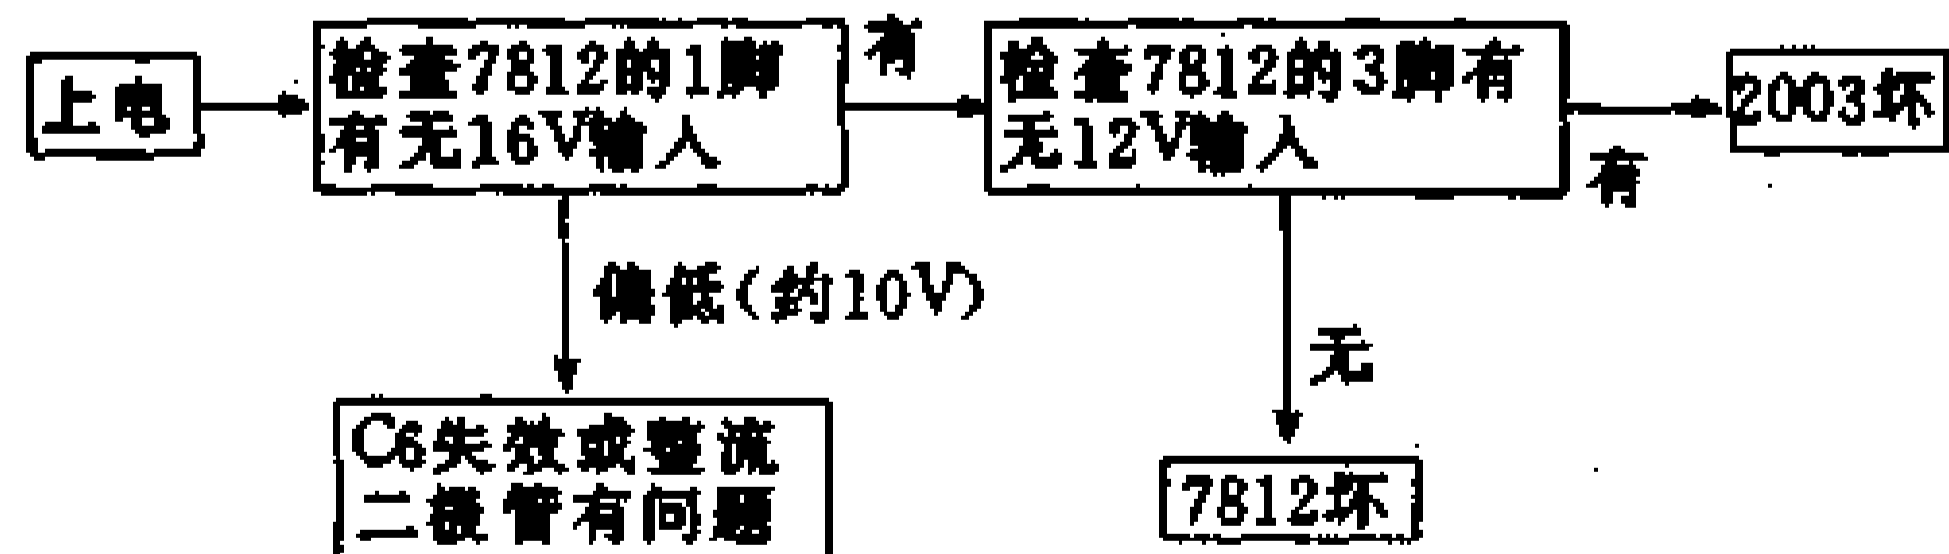 上电
检查7812的1脚
有无16V输入
有
检查7812的3脚有
无12V输入
有
2003坏
偏低(约10V)
无
C6失效或整流
二极管有问题
7812坏